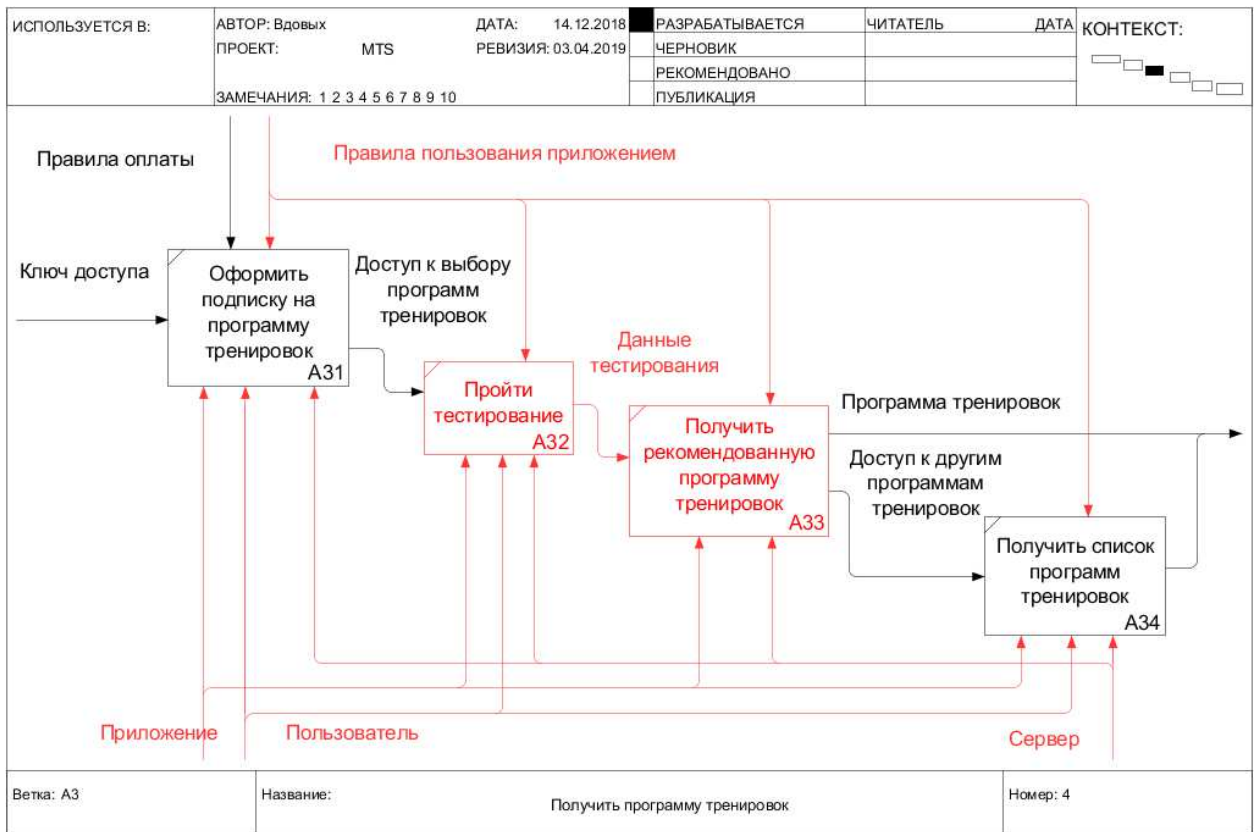 ИСПОЛЬЗУЕТСЯ В:
АВТОР: Вдовых
ДАТА: 14.12.2018
ПРОЕКТ: MTS
РЕВИЗИЯ: 03.04.2019
ЗАМЕЧАНИЯ: 1 2 3 4 5 6 7 8 9 10
РАЗРАБАТЫВАЕТСЯ
ЧЕРНОВИК
РЕКОМЕНДОВАНО
ПУБЛИКАЦИЯ
ЧИТАТЕЛЬ
ДАТА
КОНТЕКСТ:
Правила оплаты
Правила пользования приложением
Ключ доступа
Оформить
подписку на
программу
тренировок
A31
Доступ к выбору
программ
тренировок
Пройти
тестирование
A32
Данные
тестирования
Получить
рекомендованную
программу
тренировок
A33
Программа тренировок
Доступ к другим
программам
тренировок
Получить список
программ
тренировок
A34
Приложение
Пользователь
Сервер
Ветка: A3
Название:
Получить программу тренировок
Номер: 4